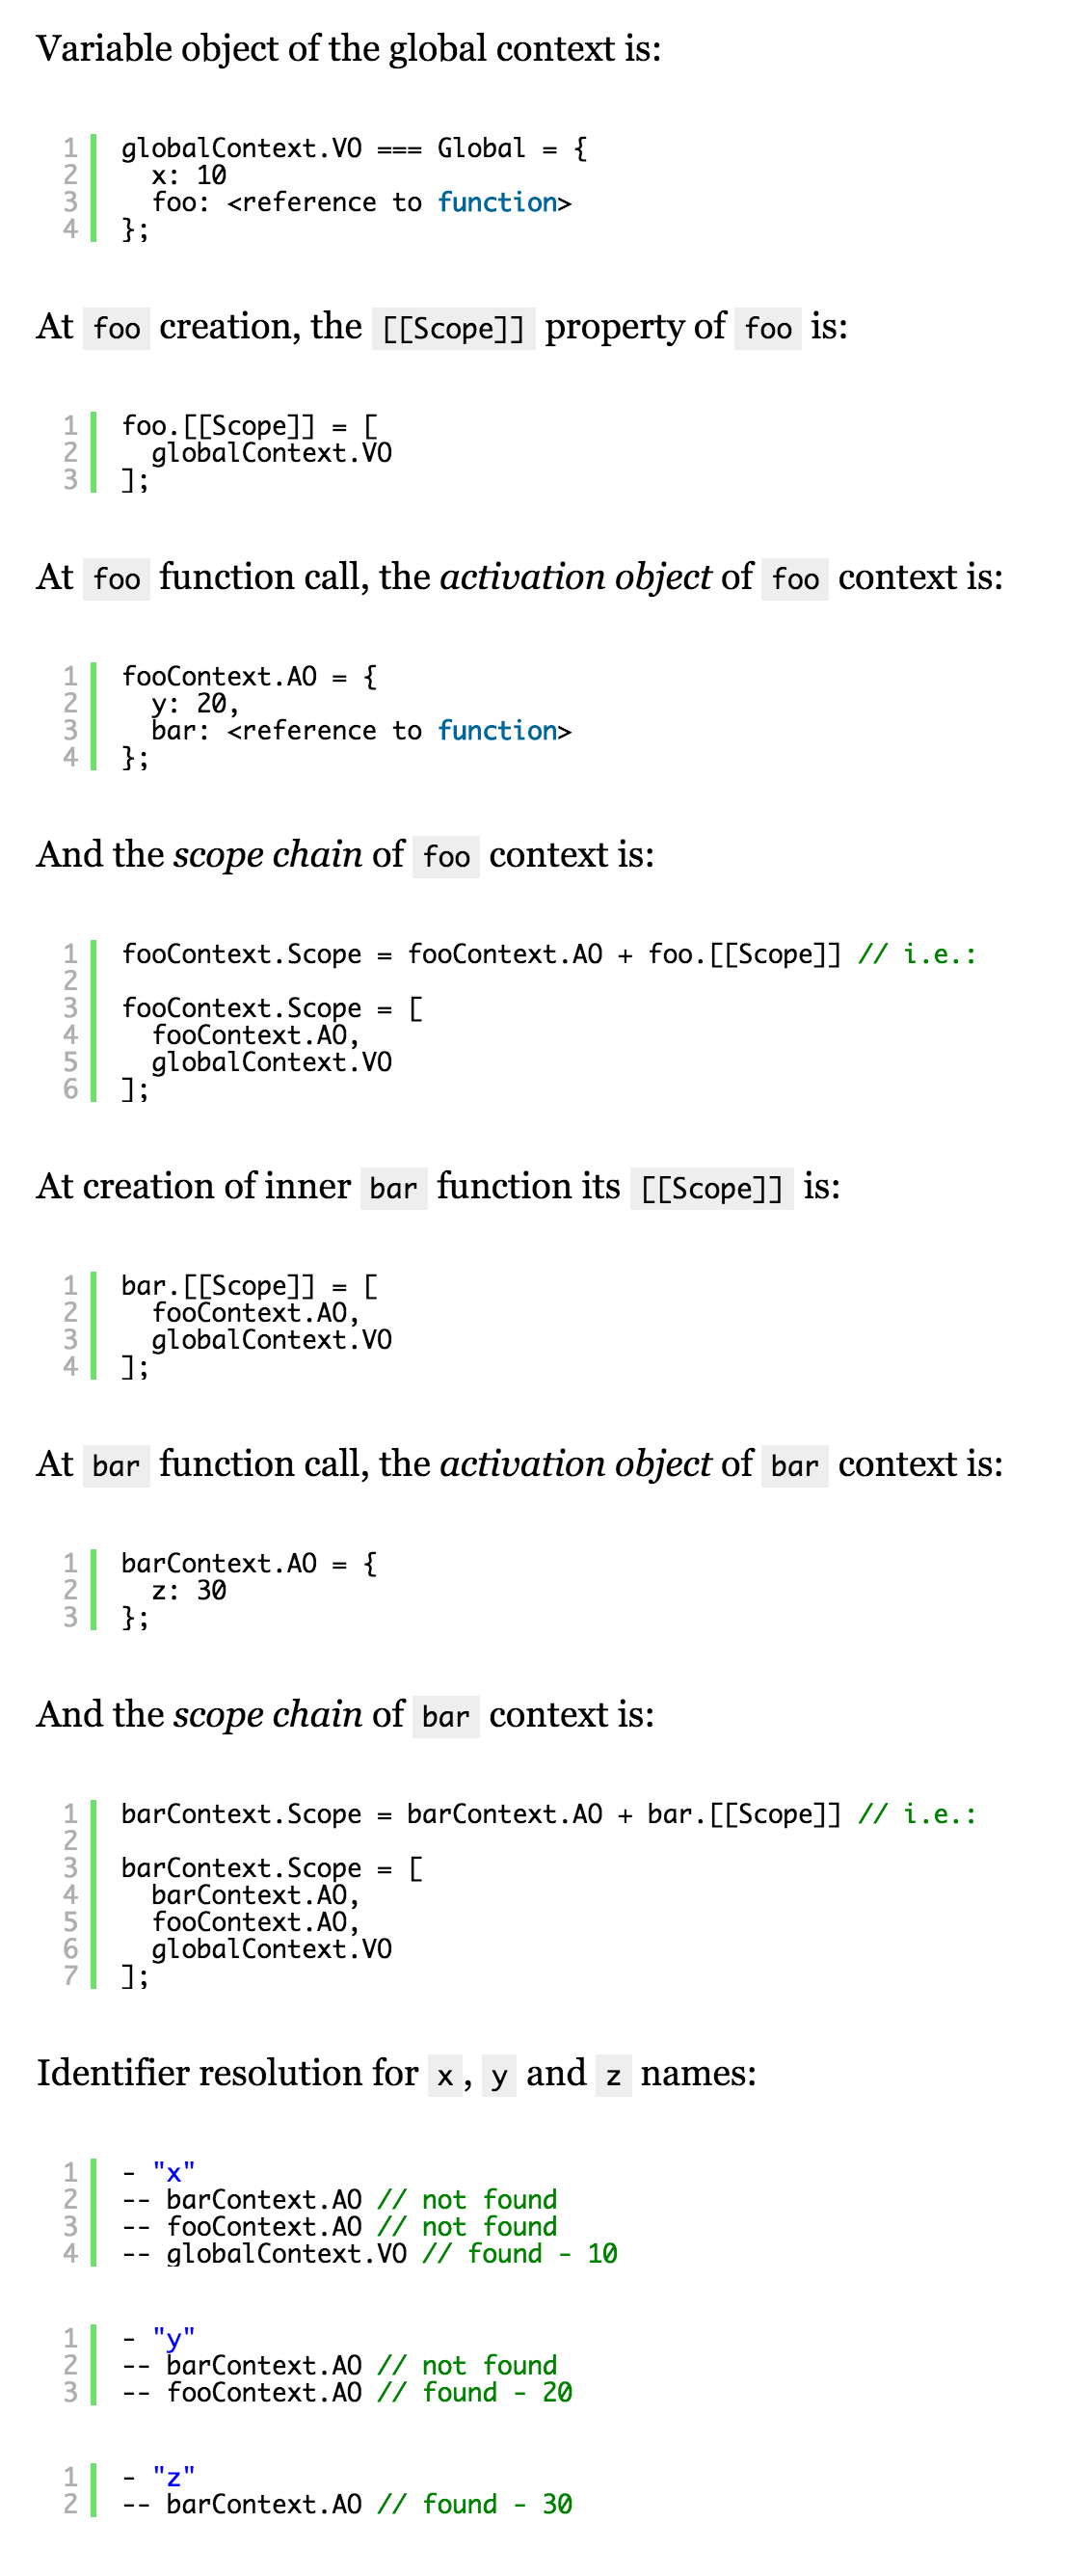 Variable object of the global context is:
1 globalContext.VO === Global = {
2   x: 10
3   foo: <reference to function>
4 };
At foo creation, the [[Scope]] property of foo is:
1 foo.[[Scope]] = [
2   globalContext.VO
3 ];
At foo function call, the activation object of foo context is:
1 fooContext.AO = {
2   y: 20,
3   bar: <reference to function>
4 };
And the scope chain of foo context is:
1 fooContext.Scope = fooContext.AO + foo.[[Scope]] // i.e.:
2
3 fooContext.Scope = [
4   fooContext.AO,
5   globalContext.VO
6 ];
At creation of inner bar function its [[Scope]] is:
1 bar.[[Scope]] = [
2   fooContext.AO,
3   globalContext.VO
4 ];
At bar function call, the activation object of bar context is:
1 barContext.AO = {
2   z: 30
3 };
And the scope chain of bar context is:
1 barContext.Scope = barContext.AO + bar.[[Scope]] // i.e.:
2
3 barContext.Scope = [
4   barContext.AO,
5   fooContext.AO,
6   globalContext.VO
7 ];
Identifier resolution for x, y and z names:
1 - "x"
2 -- barContext.AO // not found
3 -- fooContext.AO // not found
4 -- globalContext.VO // found - 10
1 - "y"
2 -- barContext.AO // not found
3 -- fooContext.AO // found - 20
1 - "z"
2 -- barContext.AO // found - 30